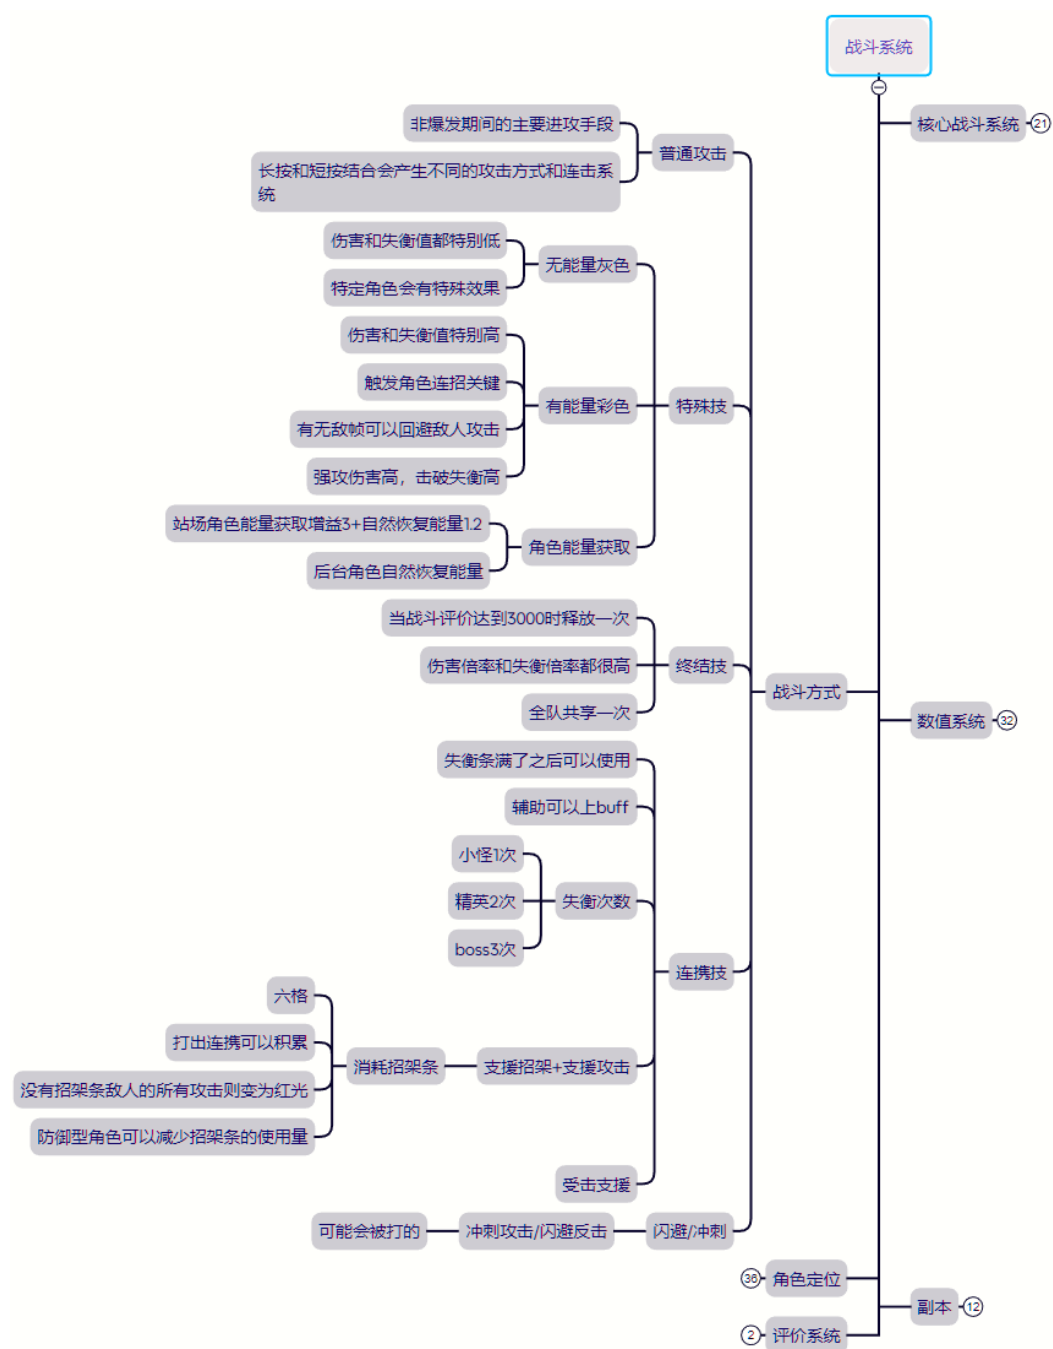 战斗系统
核心战斗系统
21
战斗方式
普通攻击
非爆发期间的主要进攻手段
长按和短按结合会产生不同的攻击方式和连击系
统
特殊技
无能量灰色
伤害和失衡值都特别低
特定角色会有特殊效果
有能量彩色
伤害和失衡值特别高
触发角色连招关键
有无敌帧可以回避敌人攻击
强攻伤害高，击破失衡高
角色能量获取
站场角色能量获取增益3+自然恢复能量1.2
后台角色自然恢复能量
终结技
当战斗评价达到3000时释放一次
伤害倍率和失衡倍率都很高
全队共享一次
连携技
失衡条满了之后可以使用
辅助可以上buff
失衡次数
小怪1次
精英2次
boss3次
支援招架+支援攻击
消耗招架条
六格
打出连携可以积累
没有招架条敌人的所有攻击则变为红光
防御型角色可以减少招架条的使用量
受击支援
闪避/冲刺
冲刺攻击/闪避反击
可能会被打的
数值系统
32
角色定位
36
副本
12
评价系统
2